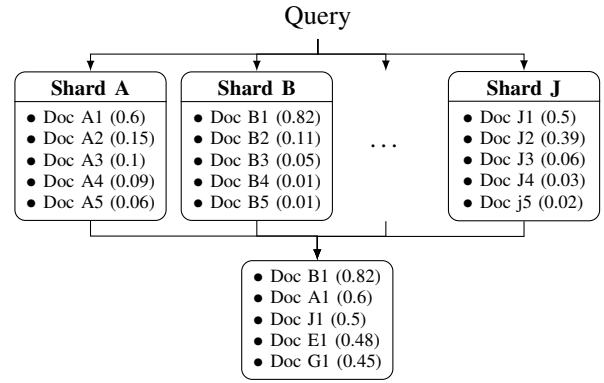 Query
Shard A
• Doc A1 (0.6)
• Doc A2 (0.15)
• Doc A3 (0.1)
• Doc A4 (0.09)
• Doc A5 (0.06)
Shard B
• Doc B1 (0.82)
• Doc B2 (0.11)
• Doc B3 (0.05)
• Doc B4 (0.01)
• Doc B5 (0.01)
...
Shard J
• Doc J1 (0.5)
• Doc J2 (0.39)
• Doc J3 (0.06)
• Doc J4 (0.03)
• Doc j5 (0.02)
• Doc B1 (0.82)
• Doc A1 (0.6)
• Doc J1 (0.5)
• Doc E1 (0.48)
• Doc G1 (0.45)